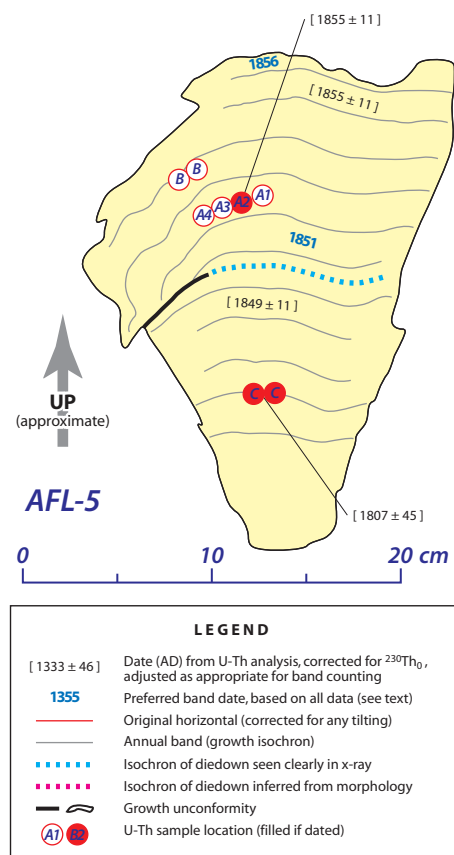 [ 1855 ± 11 ]
1856
[ 1855 ± 11 ]
B
B
A4
A3
A2
A1
1851
[ 1849 ± 11 ]
UP
(approximate)
C
C
AFL-5
[ 1807 ± 45 ]
0 10 20 cm
LEGEND
[ 1333 ± 46 ] Date (AD) from U-Th analysis, corrected for ²³⁰Th₀ ,
adjusted as appropriate for band counting
1355 Preferred band date, based on all data (see text)
Original horizontal (corrected for any tilting)
Annual band (growth isochron)
Isochron of diedown seen clearly in x-ray
Isochron of diedown inferred from morphology
Growth unconformity
A1 B2 U-Th sample location (filled if dated)